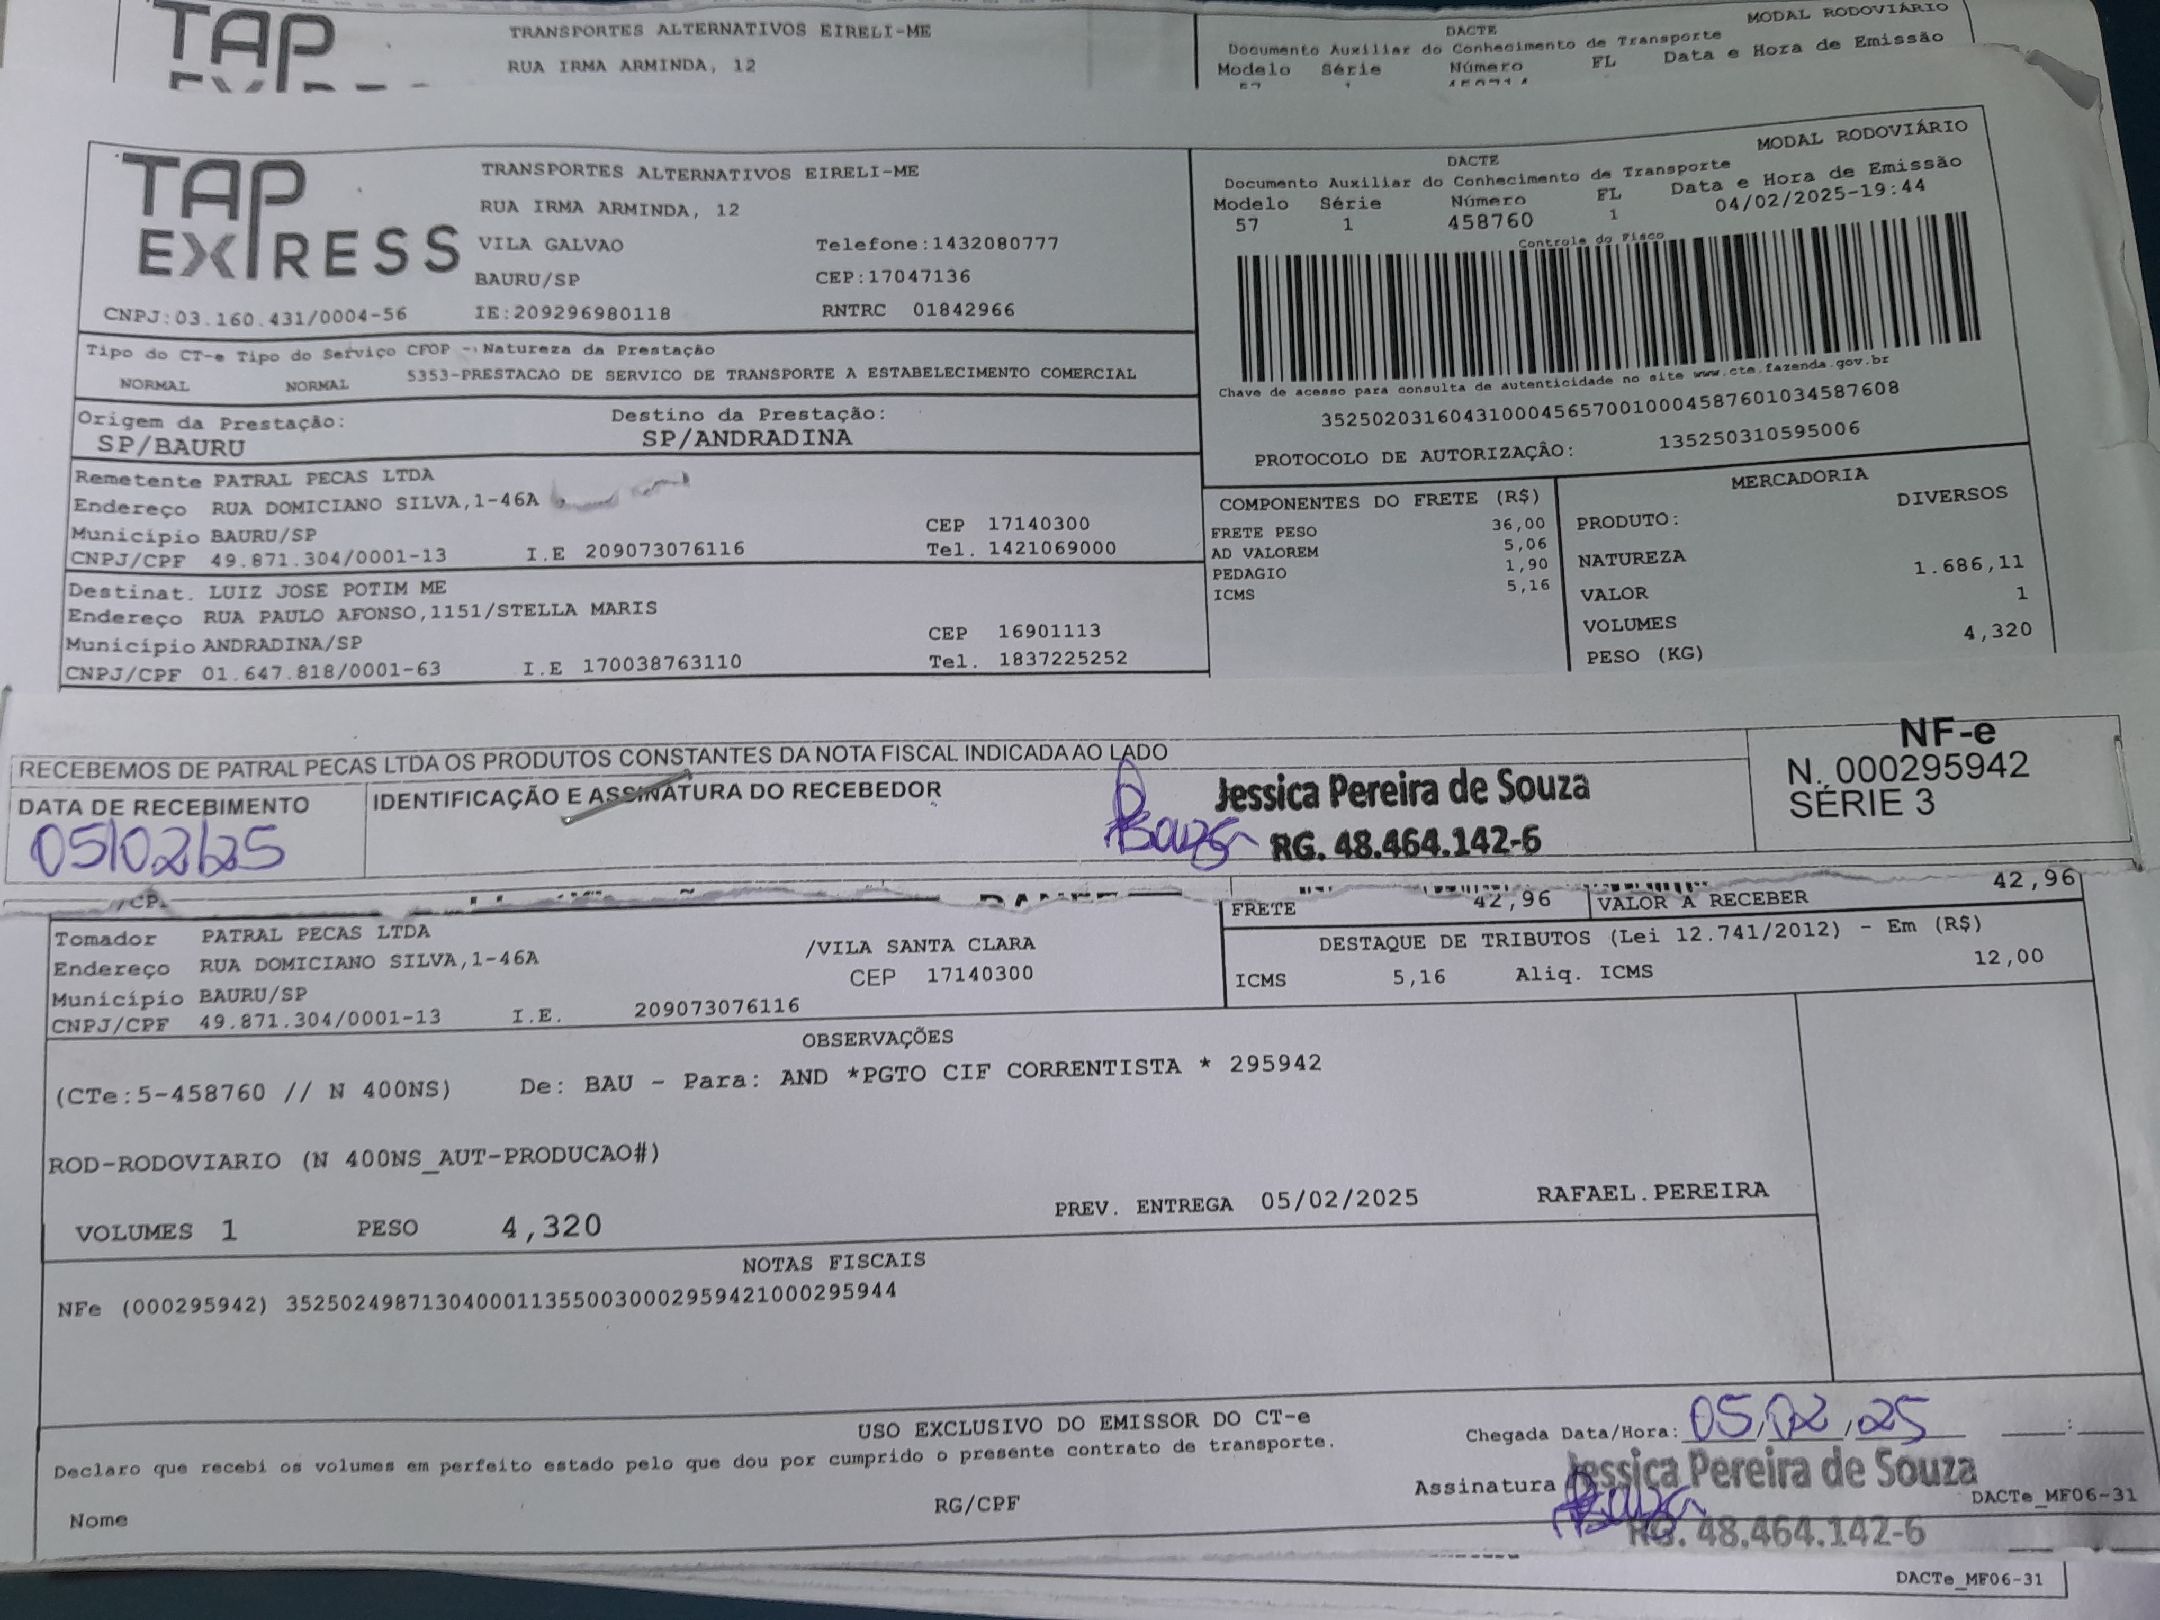 TAP
TRANSPORTES ALTERNATIVOS EIRELI-ME
RUA IRMA ARMINDA, 12
DACTE
MODAL RODOVIÁRIO
Documento Auxiliar do Conhecimento de Transporte
Modelo Série Número FL Data e Hora de Emissão
57 1
TAP EXPRESS
TRANSPORTES ALTERNATIVOS EIRELI-ME
RUA IRMA ARMINDA, 12
VILA GALVAO Telefone:1432080777
BAURU/SP CEP:17047136
CNPJ:03.160.431/0004-56 IE:209296980118 RNTRC 01842966
DACTE
MODAL RODOVIÁRIO
Documento Auxiliar do Conhecimento de Transporte
Modelo Série Número FL Data e Hora de Emissão
57 1 458760 1 04/02/2025-19:44
Controle do Fisco
Chave de acesso para consulta de autenticidade no site www.cte.fazenda.gov.br
35250203160431000456570010004587601034587608
PROTOCOLO DE AUTORIZAÇÂO: 135250310595006
Tipo do CT-e Tipo do Serviço CFOP - Natureza da Prestação
NORMAL NORMAL 5353-PRESTACAO DE SERVICO DE TRANSPORTE A ESTABELECIMENTO COMERCIAL
Origem da Prestação: Destino da Prestação:
SP/BAURU SP/ANDRADINA
Remetente PATRAL PECAS LTDA
Endereço RUA DOMICIANO SILVA,1-46A
Município BAURU/SP CEP 17140300
CNPJ/CPF 49.871.304/0001-13 I.E 209073076116 Tel. 1421069000
Destinat. LUIZ JOSE POTIM ME
Endereço RUA PAULO AFONSO,1151/STELLA MARIS
Município ANDRADINA/SP CEP 16901113
CNPJ/CPF 01.647.818/0001-63 I.E 170038763110 Tel. 1837225252
COMPONENTES DO FRETE (R$)
FRETE PESO 36,00
AD VALOREM 5,06
PEDAGIO 1,90
ICMS 5,16
MERCADORIA
PRODUTO: DIVERSOS
NATUREZA
VALOR 1.686,11
VOLUMES 1
PESO (KG) 4,320
RECEBEMOS DE PATRAL PECAS LTDA OS PRODUTOS CONSTANTES DA NOTA FISCAL INDICADA AO LADO
DATA DE RECEBIMENTO
05/02/25
IDENTIFICAÇÃO E ASSINATURA DO RECEBEDOR
Jessica Pereira de Souza
RG. 48.464.142-6
NF-e
N. 000295942
SÉRIE 3
FRETE 42,96 VALOR A RECEBER 42,96
Tomador PATRAL PECAS LTDA
Endereço RUA DOMICIANO SILVA,1-46A /VILA SANTA CLARA
Município BAURU/SP CEP 17140300
CNPJ/CPF 49.871.304/0001-13 I.E. 209073076116
DESTAQUE DE TRIBUTOS (Lei 12.741/2012) - Em (R$)
ICMS 5,16 Aliq. ICMS 12,00
OBSERVAÇÕES
(CTe:5-458760 // N 400NS) De: BAU - Para: AND *PGTO CIF CORRENTISTA * 295942
ROD-RODOVIARIO (N 400NS_AUT-PRODUCAO#)
VOLUMES 1 PESO 4,320 PREV. ENTREGA 05/02/2025 RAFAEL.PEREIRA
NOTAS FISCAIS
NFe (000295942) 35250249871304000113550030002959421000295944
USO EXCLUSIVO DO EMISSOR DO CT-e
Declaro que recebi os volumes em perfeito estado pelo que dou por cumprido o presente contrato de transporte.
Chegada Data/Hora: 05/02/25 :
Nome RG/CPF Assinatura
Jessica Pereira de Souza
RG. 48.464.142-6
DACTe_MF06-31
DACTe_MF06-31